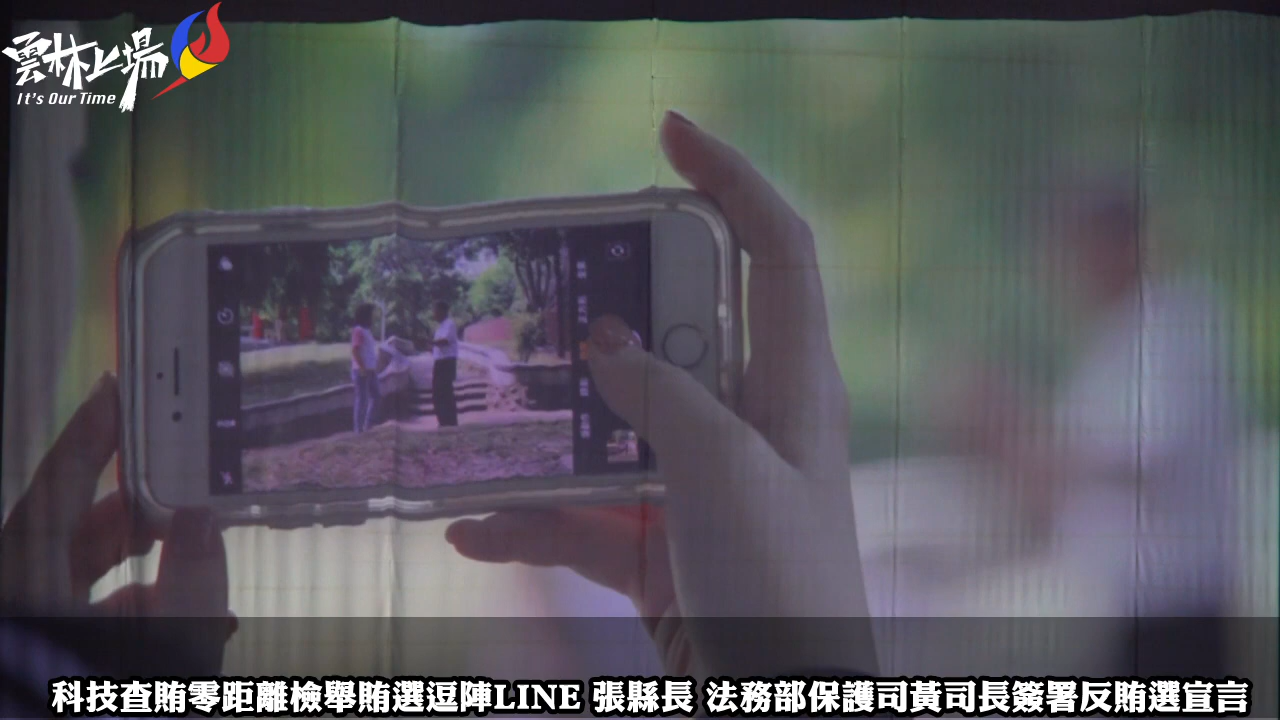 雲林上場
It's Our Time
科技查賄零距離檢舉賄選逗陣LINE 張縣長 法務部保護司黃司長簽署反賄選宣言